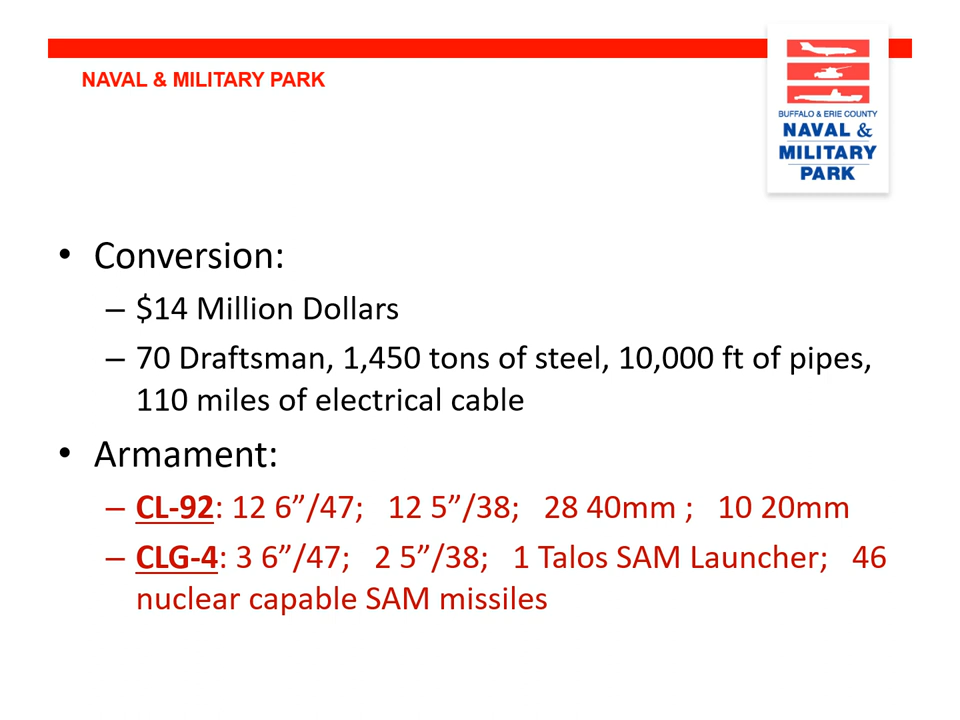 NAVAL & MILITARY PARK
BUFFALO & ERIE COUNTY
NAVAL &
MILITARY
PARK
• Conversion:
– $14 Million Dollars
– 70 Draftsman, 1,450 tons of steel, 10,000 ft of pipes,
110 miles of electrical cable
• Armament:
– CL-92: 12 6”/47; 12 5”/38; 28 40mm ; 10 20mm
– CLG-4: 3 6”/47; 2 5”/38; 1 Talos SAM Launcher; 46
nuclear capable SAM missiles